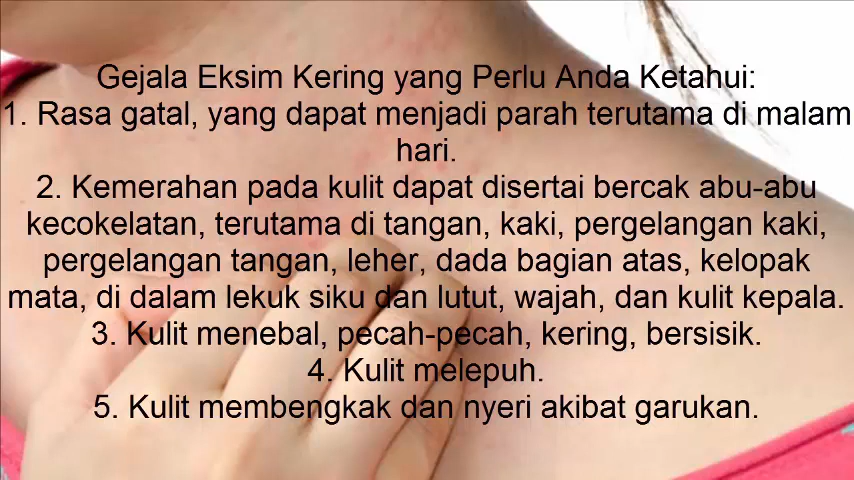 Gejala Eksim Kering yang Perlu Anda Ketahui:
1. Rasa gatal, yang dapat menjadi parah terutama di malam
hari.
2. Kemerahan pada kulit dapat disertai bercak abu-abu
kecokelatan, terutama di tangan, kaki, pergelangan kaki,
pergelangan tangan, leher, dada bagian atas, kelopak
mata, di dalam lekuk siku dan lutut, wajah, dan kulit kepala.
3. Kulit menebal, pecah-pecah, kering, bersisik.
4. Kulit melepuh.
5. Kulit membengkak dan nyeri akibat garukan.